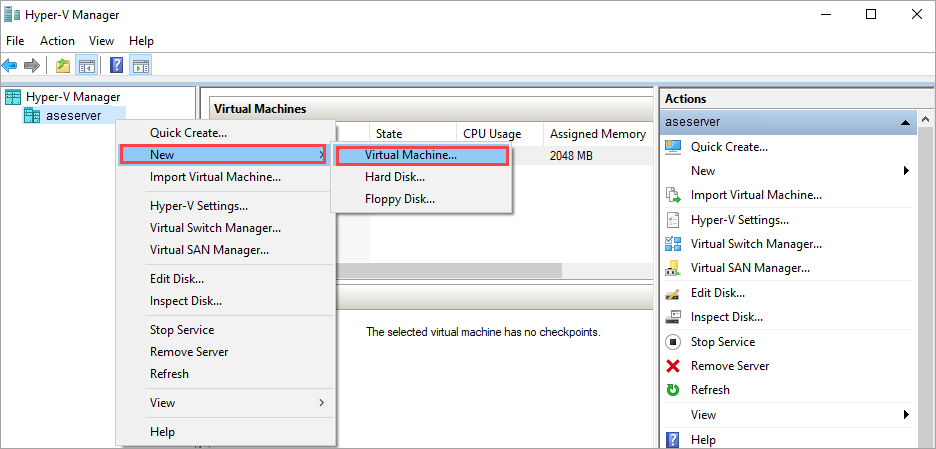 Hyper-V Manager
File Action View Help
Hyper-V Manager
aseserver
Quick Create...
New
Import Virtual Machine...
Hyper-V Settings...
Virtual Switch Manager...
Virtual SAN Manager...
Edit Disk...
Inspect Disk...
Stop Service
Remove Server
Refresh
View
Help
Virtual Machine...
Hard Disk...
Floppy Disk...
Virtual Machines
State CPU Usage Assigned Memory
2048 MB
The selected virtual machine has no checkpoints.
Actions
aseserver
Quick Create...
New
Import Virtual Machine...
Hyper-V Settings...
Virtual Switch Manager...
Virtual SAN Manager...
Edit Disk...
Inspect Disk...
Stop Service
Remove Server
Refresh
View
Help